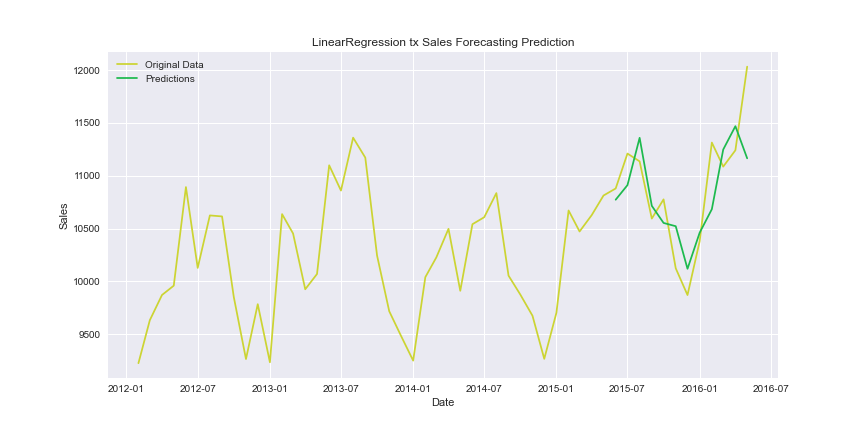 LinearRegression tx Sales Forecasting Prediction
Original Data
Predictions
12000
11500
11000
10500
10000
9500
Sales
2012-01 2012-07 2013-01 2013-07 2014-01 2014-07 2015-01 2015-07 2016-01 2016-07
Date